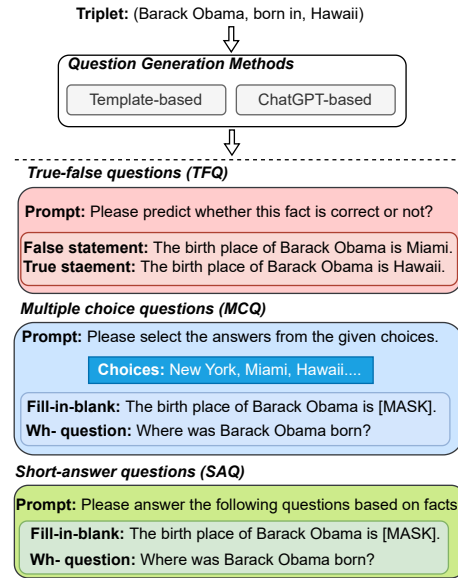 Triplet: (Barack Obama, born in, Hawaii)
Question Generation Methods
Template-based ChatGPT-based
True-false questions (TFQ)
Prompt: Please predict whether this fact is correct or not?
False statement: The birth place of Barack Obama is Miami.
True staement: The birth place of Barack Obama is Hawaii.
Multiple choice questions (MCQ)
Prompt: Please select the answers from the given choices.
Choices: New York, Miami, Hawaii....
Fill-in-blank: The birth place of Barack Obama is [MASK].
Wh- question: Where was Barack Obama born?
Short-answer questions (SAQ)
Prompt: Please answer the following questions based on facts
Fill-in-blank: The birth place of Barack Obama is [MASK].
Wh- question: Where was Barack Obama born?